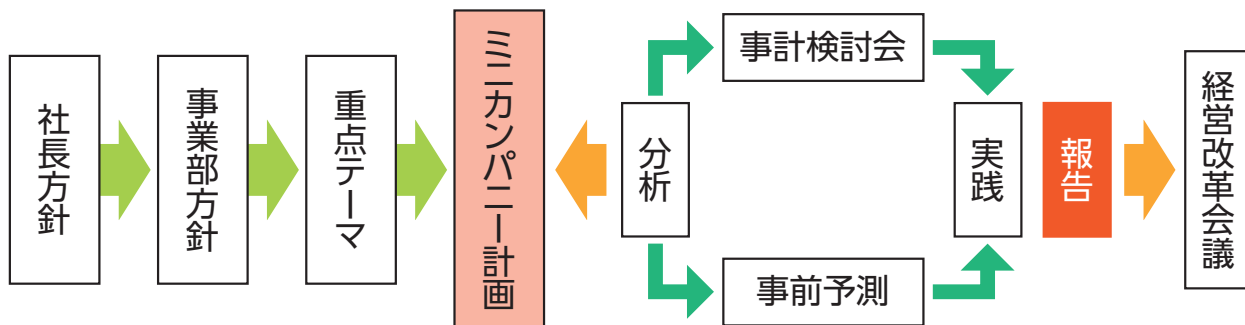 社長方針
事業部方針
重点テーマ
ミニカンパニー計画
分析
事計検討会
事前予測
実践
報告
経営改革会議